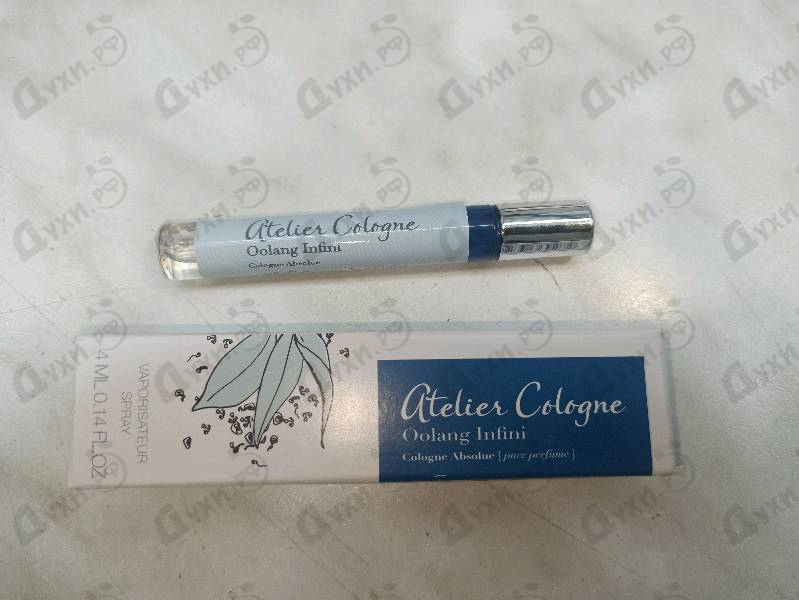 Atelier Cologne
Oolang Infini
Cologne Absolue
4 ML 0.14 FL.OZ
VAPORISATEUR
SPRAY
Atelier Cologne
Oolang Infini
Cologne Absolue [pure perfume]
Духи.рф